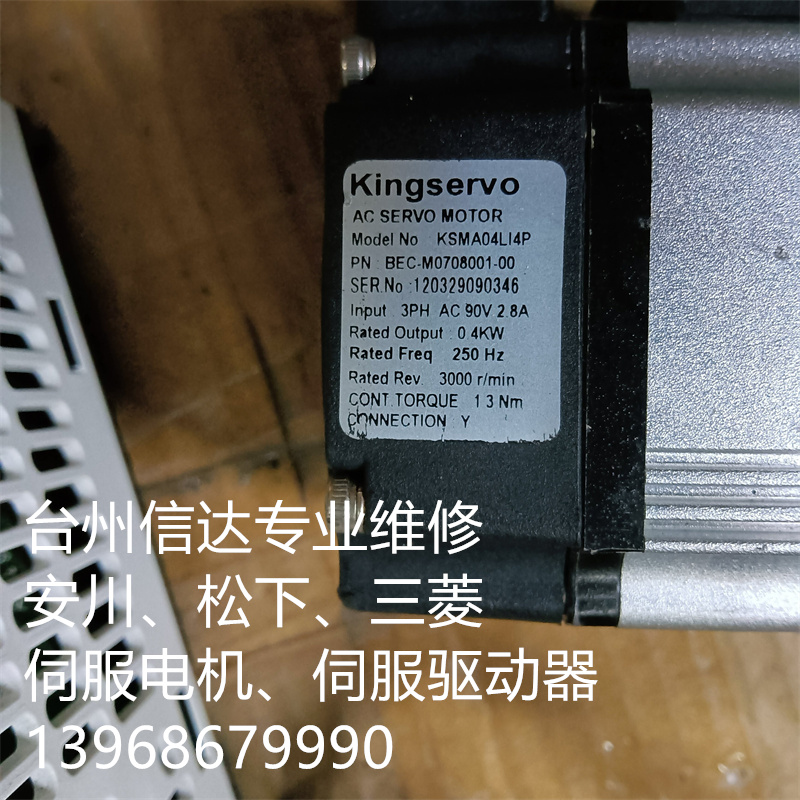 Kingservo
AC SERVO MOTOR
Model No KSMA04LI4P
PN : BEC-M0708001-00
SER.No :120329090346
Input : 3PH AC 90V 2.8A
Rated Output : 0.4KW
Rated Freq 250 Hz
Rated Rev. 3000 r/min
CONT.TORQUE 1.3 Nm
CONNECTION Y
台州信达专业维修
安川、松下、三菱
伺服电机、伺服驱动器
13968679990